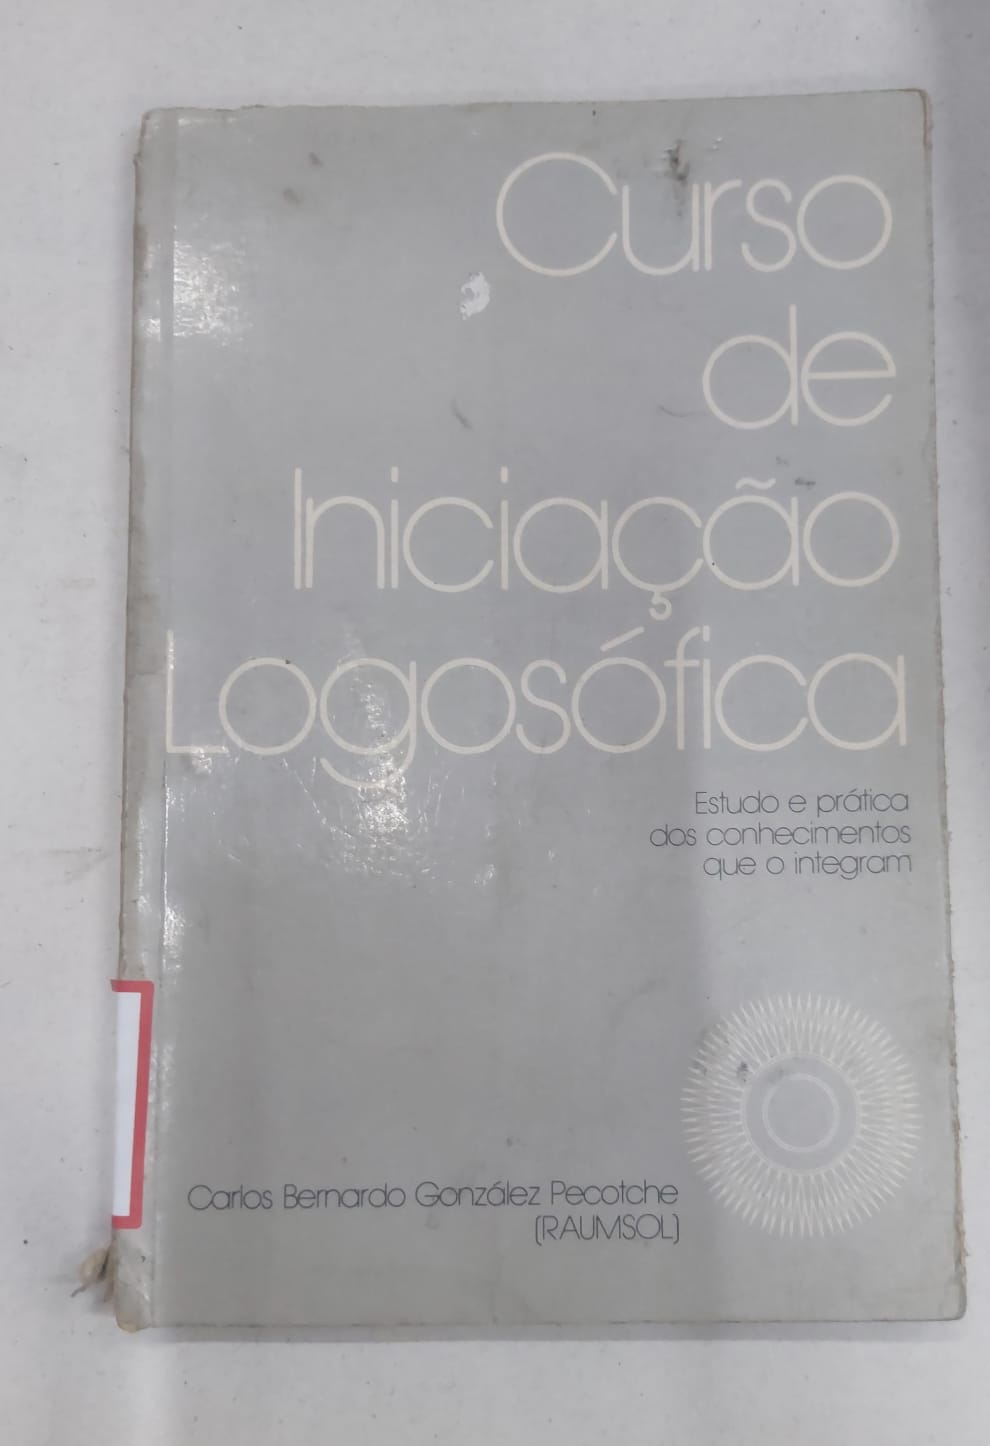 Curso
de
Iniciação
Logosófica
Estudo e prática
dos conhecimentos
que o integram
Carlos Bernardo González Pecotche
(RAUMSOL)